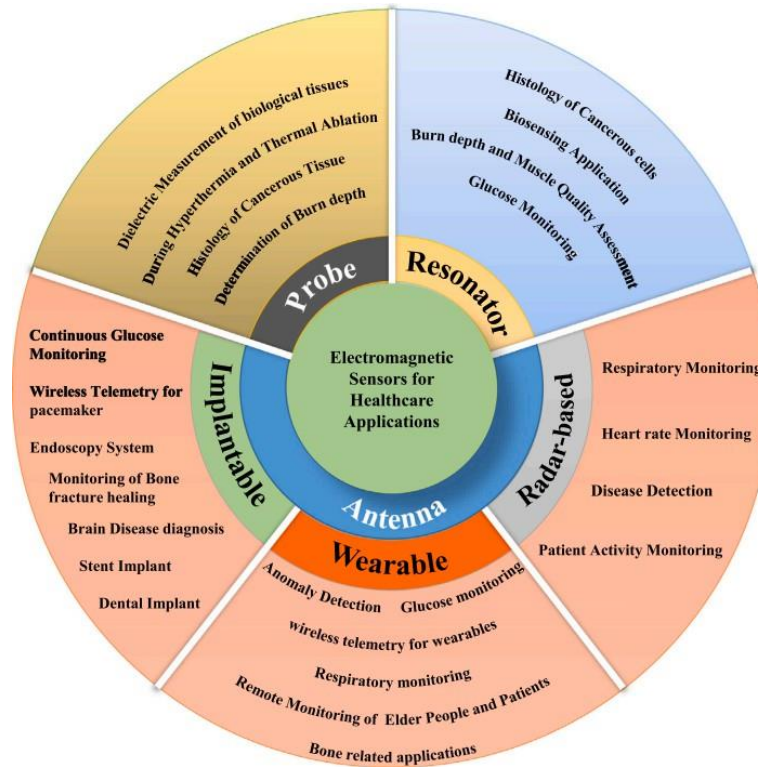 Dielectric Measurement of biological tissues
During Hyperthermia and Thermal Ablation
Histology of Cancerous Tissue
Determination of Burn depth
Probe
Histology of Cancerous cells
Biosensing Application
Burn depth and Muscle Quality Assessment
Glucose Monitoring
Resonator
Electromagnetic
Sensors for
Healthcare
Applications
Antenna
Implantable
Continuous Glucose
Monitoring
Wireless Telemetry for
pacemaker
Endoscopy System
Monitoring of Bone
fracture healing
Brain Disease diagnosis
Stent Implant
Dental Implant
Radar-based
Respiratory Monitoring
Heart rate Monitoring
Disease Detection
Patient Activity Monitoring
Wearable
Anomaly Detection
Glucose monitoring
wireless telemetry for wearables
Respiratory monitoring
Remote Monitoring of Elder People and Patients
Bone related applications